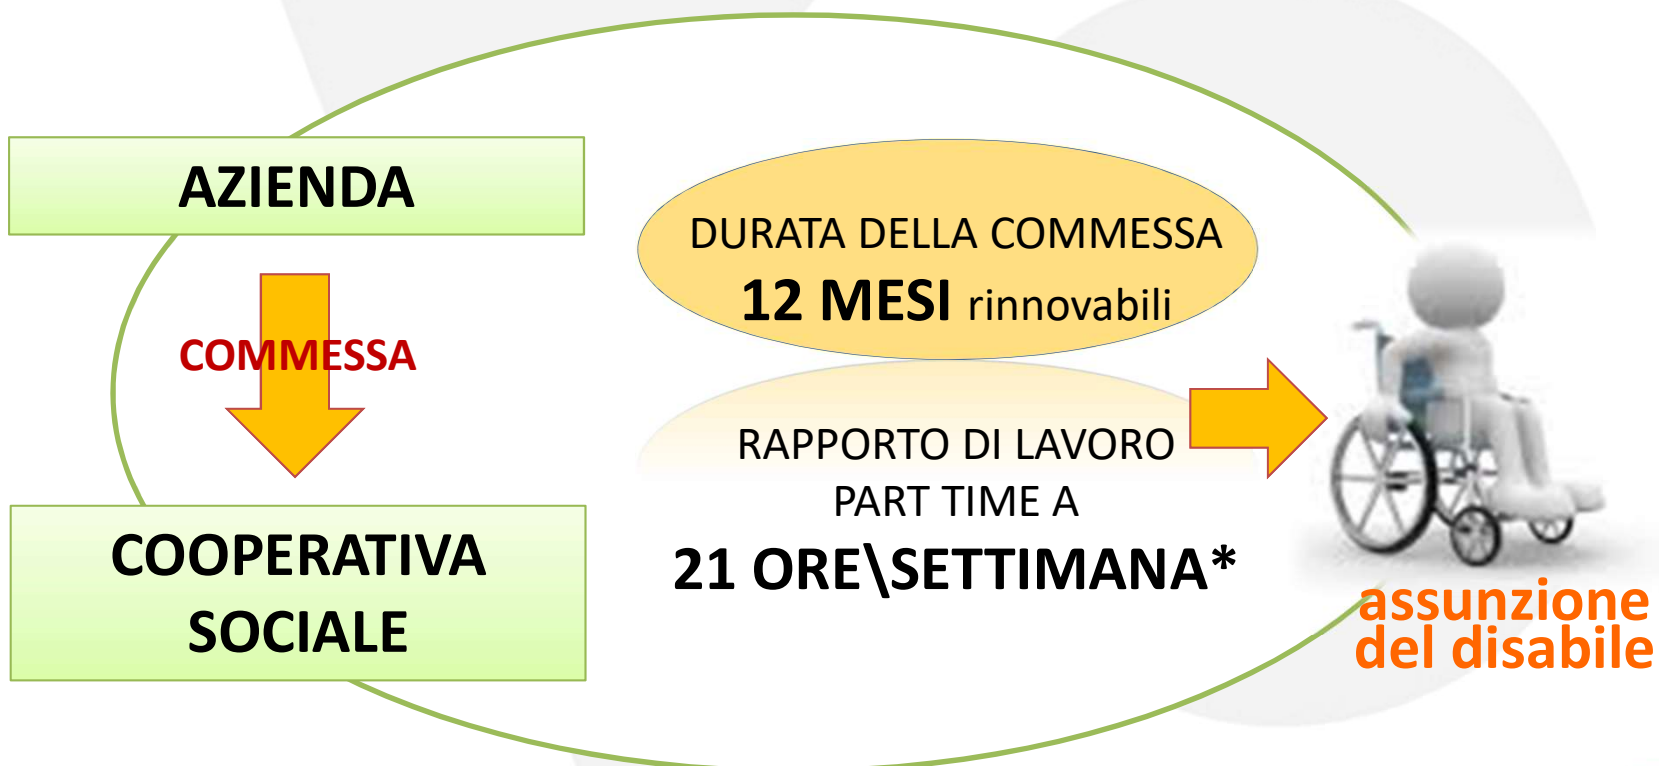 AZIENDA
COMMESSA
COOPERATIVA
SOCIALE
DURATA DELLA COMMESSA
12 MESI rinnovabili
RAPPORTO DI LAVORO
PART TIME A
21 ORE\SETTIMANA*
assunzione
del disabile